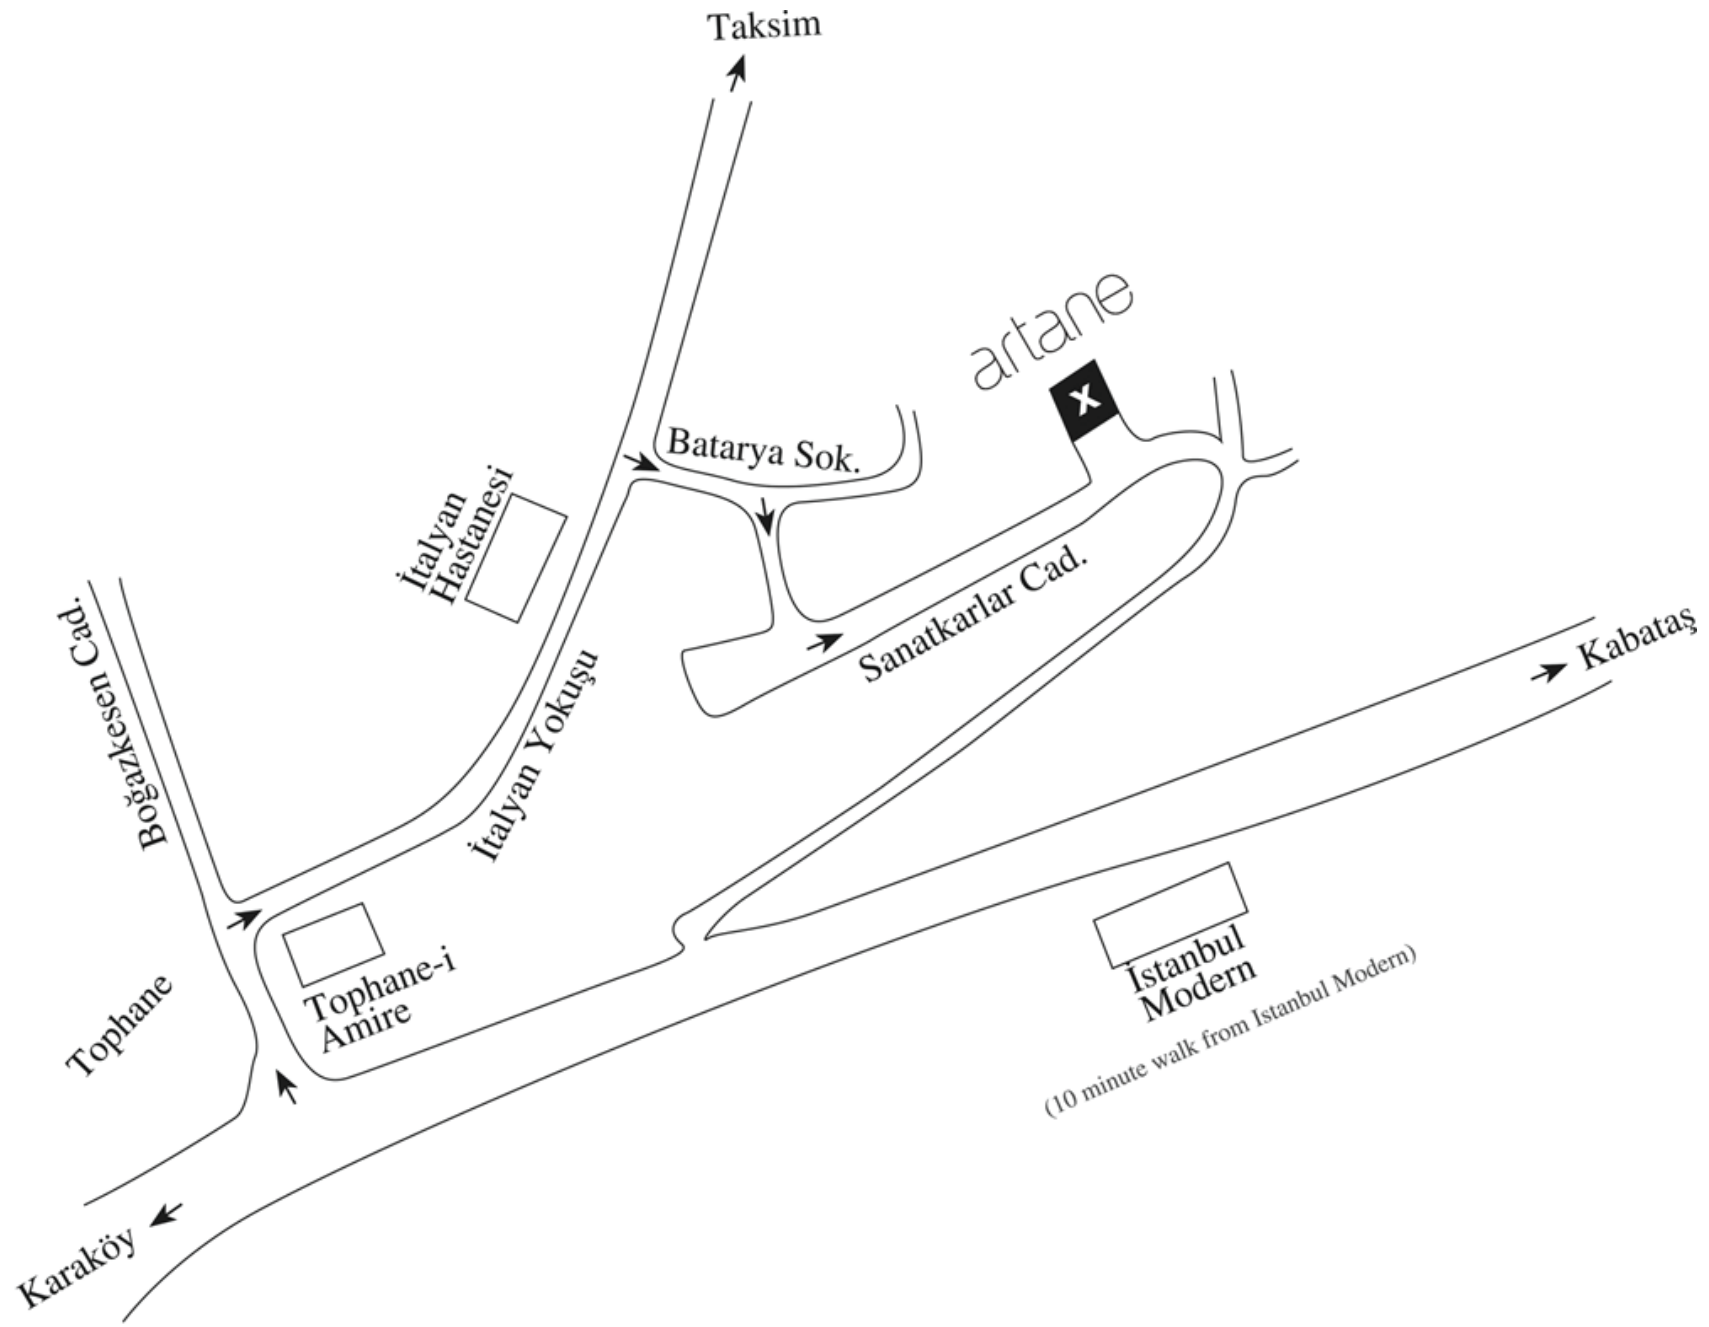 Taksim
artane
x
Batarya Sok.
İtalyan
Hastanesi
Sanatkarlar Cad.
Boğazkesen Cad.
İtalyan Yokuşu
Kabataş
Tophane-i
Amire
Tophane
İstanbul
Modern
(10 minute walk from Istanbul Modern)
Karaköy